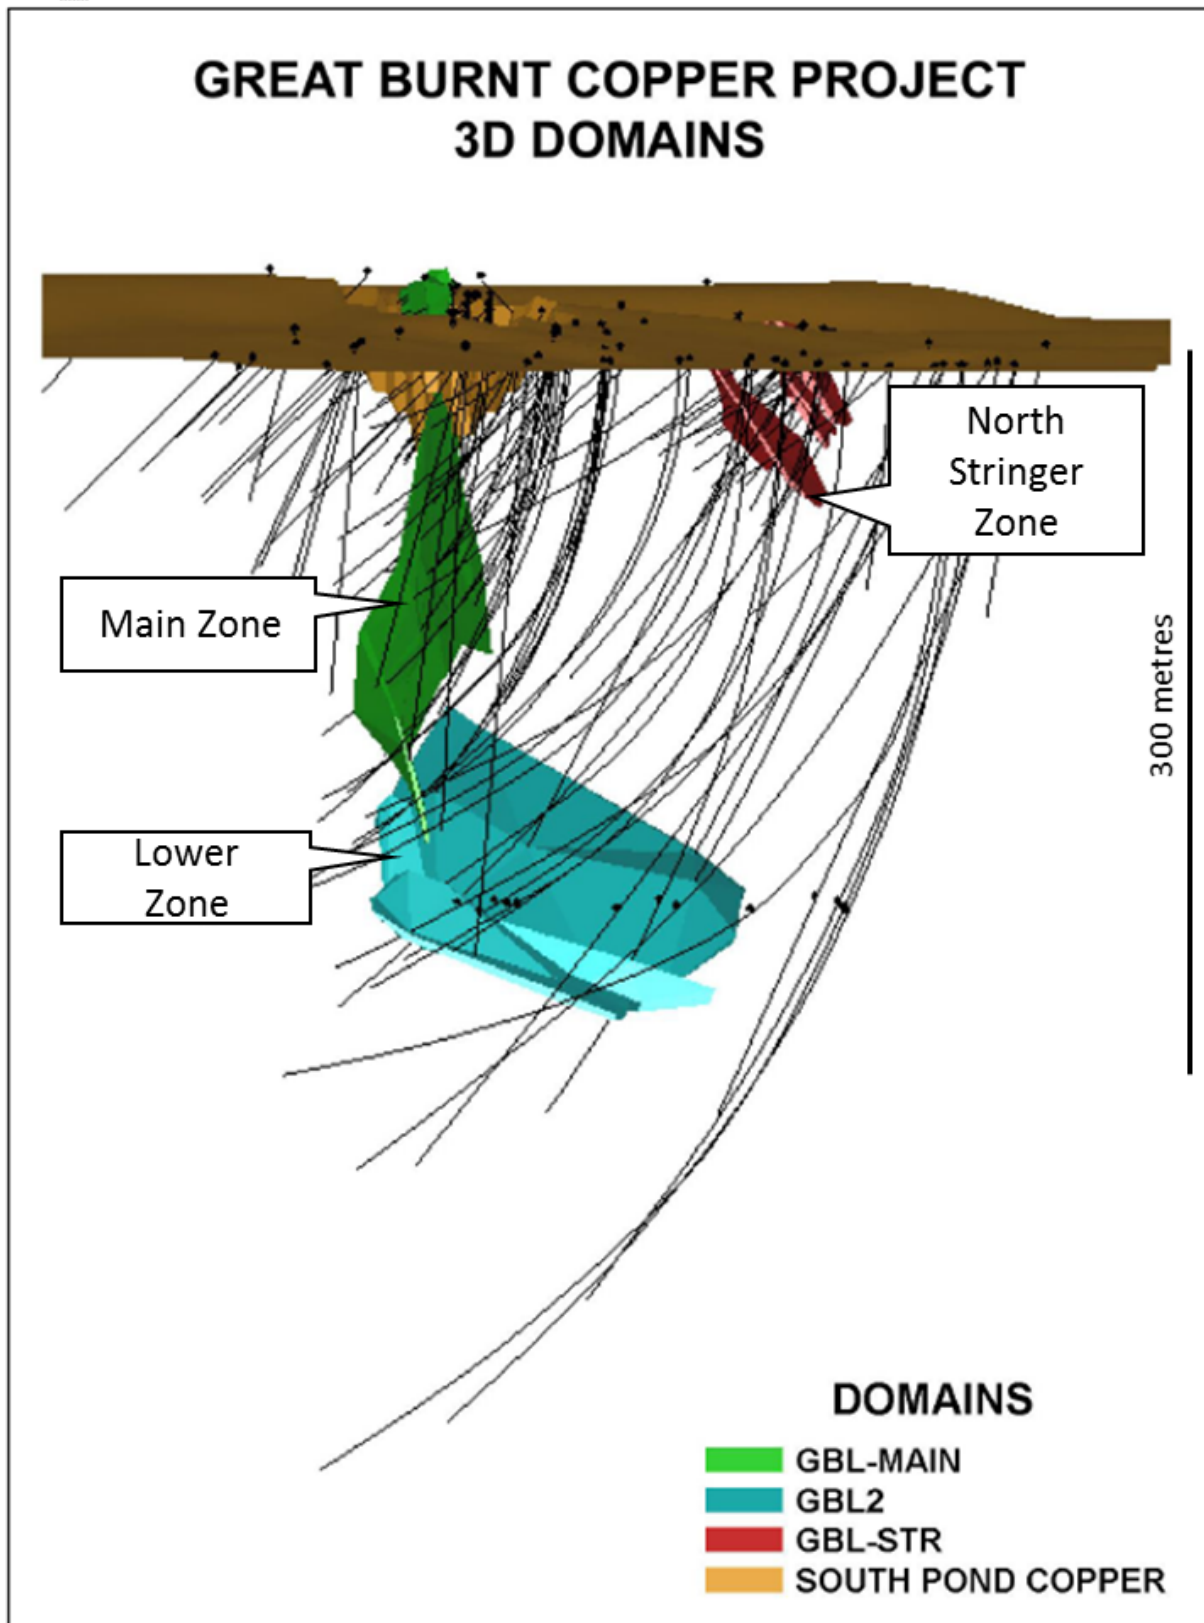 GREAT BURNT COPPER PROJECT
3D DOMAINS
North
Stringer
Zone
Main Zone
300 metres
Lower
Zone
DOMAINS
GBL-MAIN
GBL2
GBL-STR
SOUTH POND COPPER